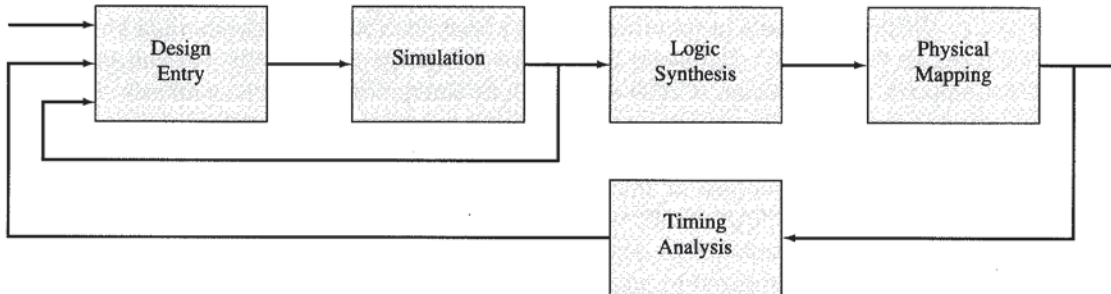 Design
Entry
Simulation
Logic
Synthesis
Physical
Mapping
Timing
Analysis